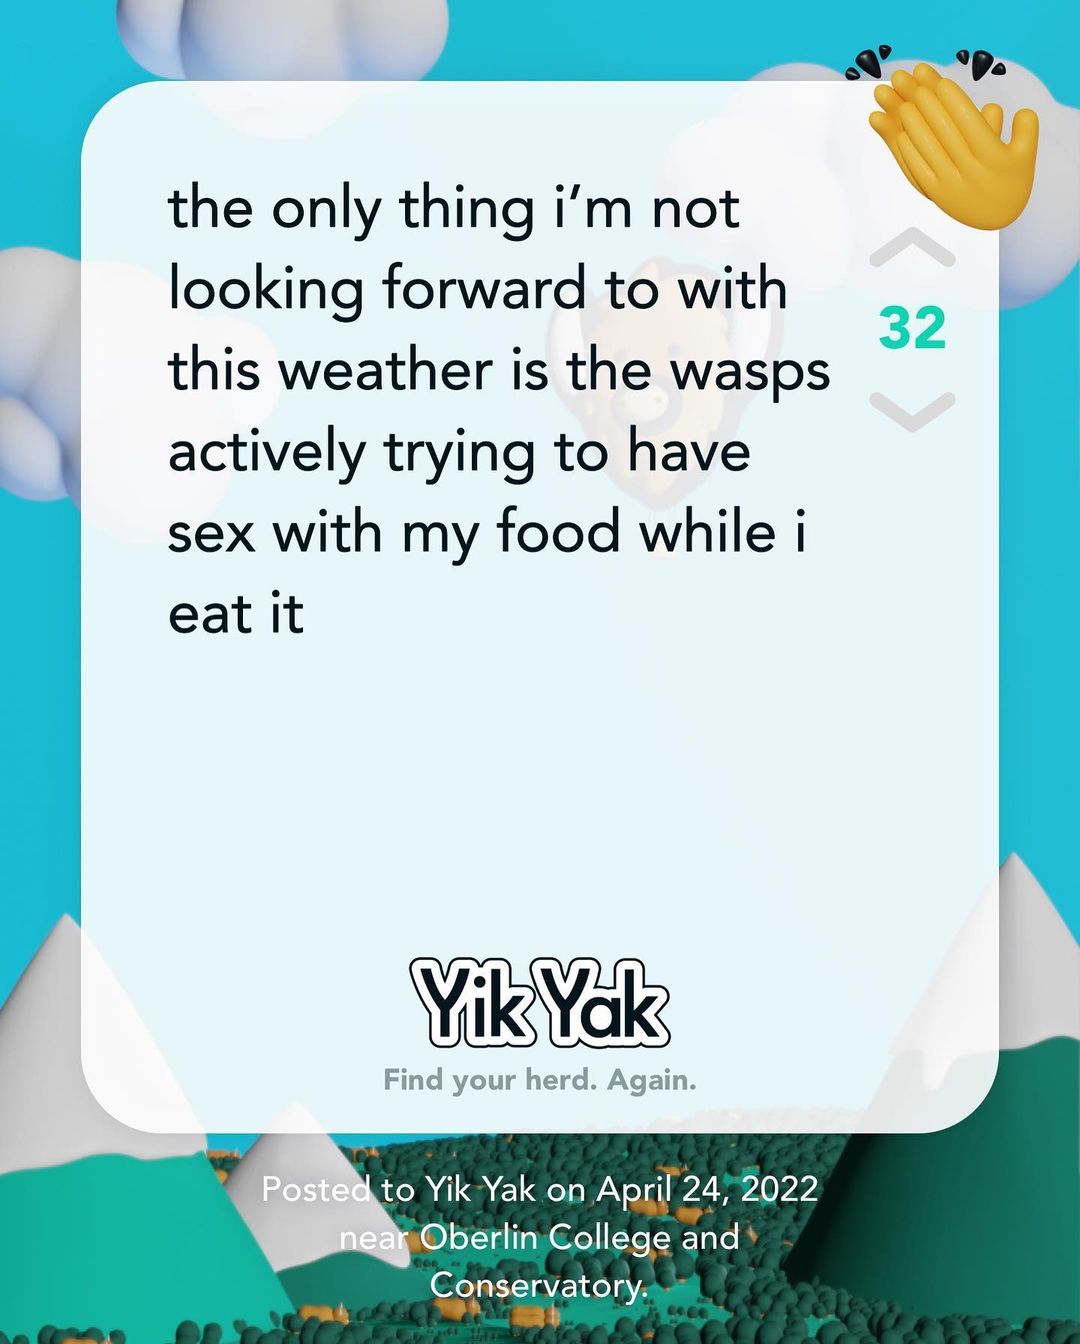 the only thing i’m not
looking forward to with
this weather is the wasps
actively trying to have
sex with my food while i
eat it
32
Yik Yak
Find your herd. Again.
Posted to Yik Yak on April 24, 2022
near Oberlin College and
Conservatory.